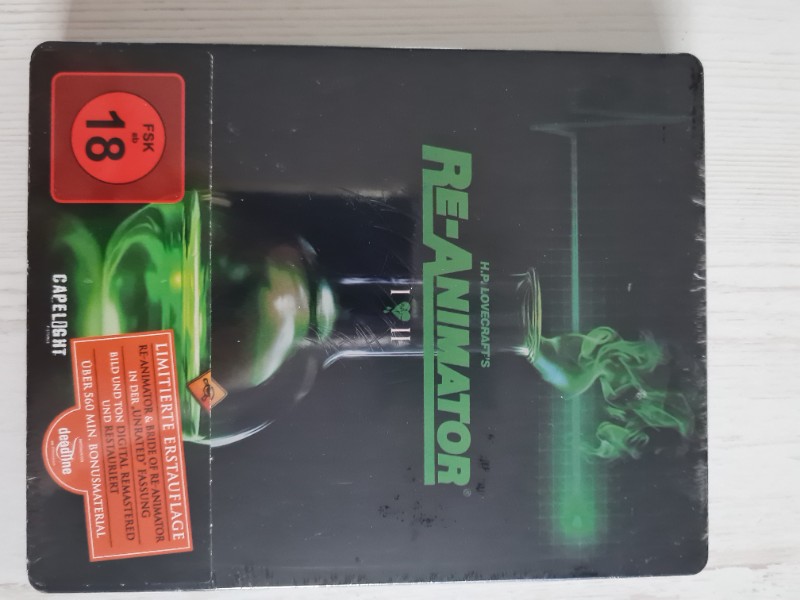 H.P. LOVECRAFT'S
RE-ANIMATOR®
I & II
FSK
ab
18
CAPELIGHT
LIMITIERTE ERSTAUFLAGE
RE-ANIMATOR & BRIDE OF RE-ANIMATOR
IN DER „UNRATED" FASSUNG
BILD UND TON DIGITAL REMASTERED
UND RESTAURIERT
ÜBER 560 MIN. BONUSMATERIAL
deadline